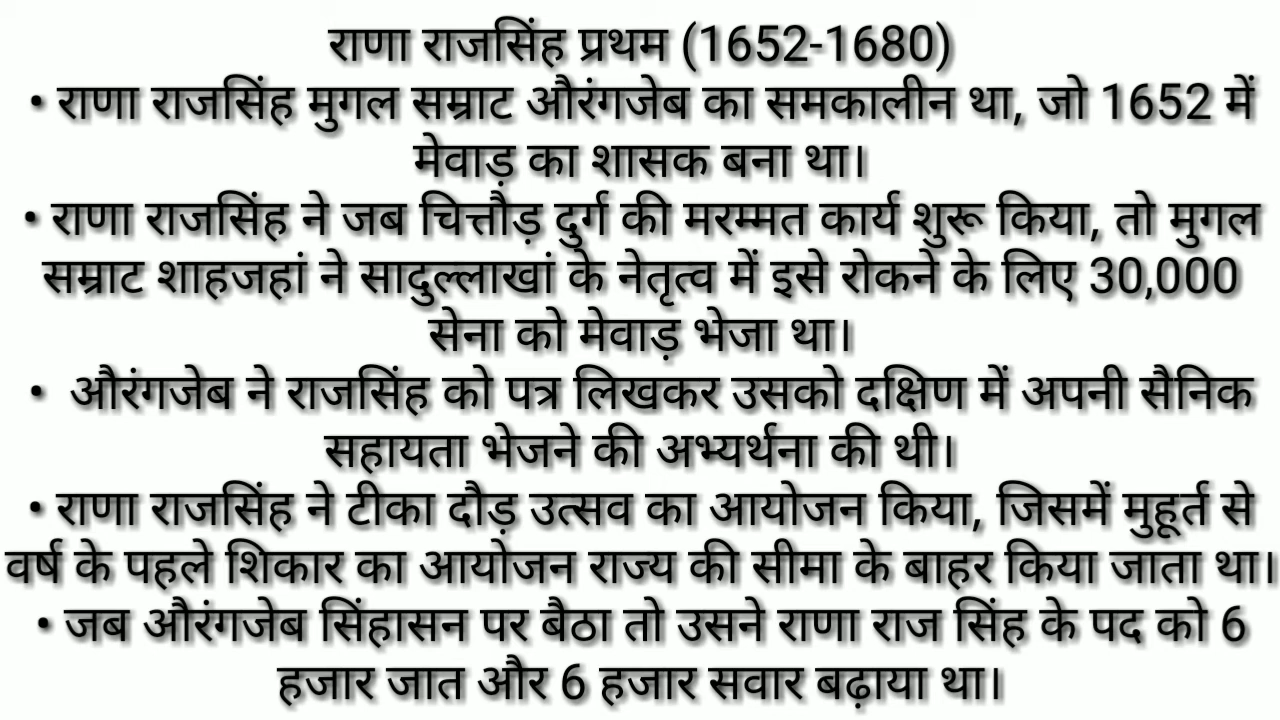 राणा राजसिंह प्रथम (1652-1680)
• राणा राजसिंह मुगल सम्राट औरंगजेब का समकालीन था, जो 1652 में
मेवाड़ का शासक बना था।
• राणा राजसिंह ने जब चित्तौड़ दुर्ग की मरम्मत कार्य शुरू किया, तो मुगल
सम्राट शाहजहां ने सादुल्लाखां के नेतृत्व में इसे रोकने के लिए 30,000
सेना को मेवाड़ भेजा था।
• औरंगजेब ने राजसिंह को पत्र लिखकर उसको दक्षिण में अपनी सैनिक
सहायता भेजने की अभ्यर्थना की थी।
• राणा राजसिंह ने टीका दौड़ उत्सव का आयोजन किया, जिसमें मुहूर्त से
वर्ष के पहले शिकार का आयोजन राज्य की सीमा के बाहर किया जाता था।
• जब औरंगजेब सिंहासन पर बैठा तो उसने राणा राज सिंह के पद को 6
हजार जात और 6 हजार सवार बढ़ाया था।